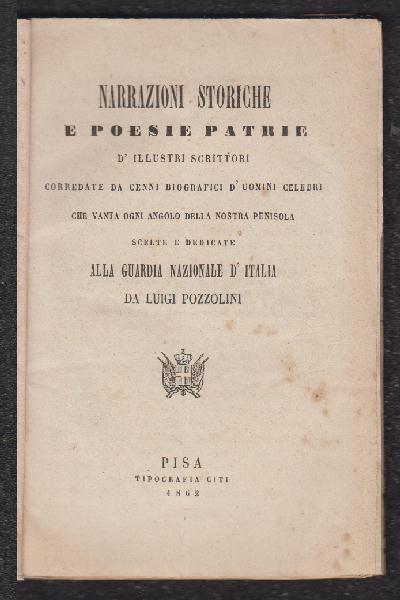 NARRAZIONI STORICHE
E POESIE PATRIE
D' ILLUSTRI SCRITTORI
CORREDATE DA CENNI BIOGRAFICI D' UOMINI CELEBRI
CHE VANTA OGNI ANGOLO DELLA NOSTRA PENISOLA
SCELTE E DEDICATE
ALLA GUARDIA NAZIONALE D' ITALIA
DA LUIGI POZZOLINI
PISA
TIPOGRAFIA CITI
1862